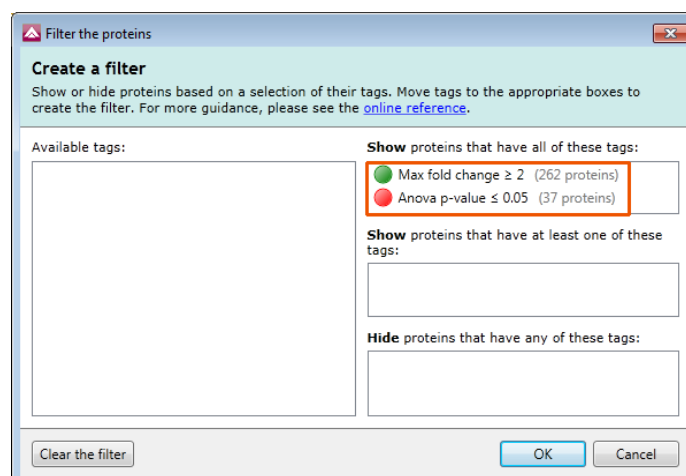 Filter the proteins
Create a filter
Show or hide proteins based on a selection of their tags. Move tags to the appropriate boxes to
create the filter. For more guidance, please see the online reference.
Available tags:
Show proteins that have all of these tags:
Max fold change ≥ 2 (262 proteins)
Anova p-value ≤ 0.05 (37 proteins)
Show proteins that have at least one of these
tags:
Hide proteins that have any of these tags:
Clear the filter
OK
Cancel